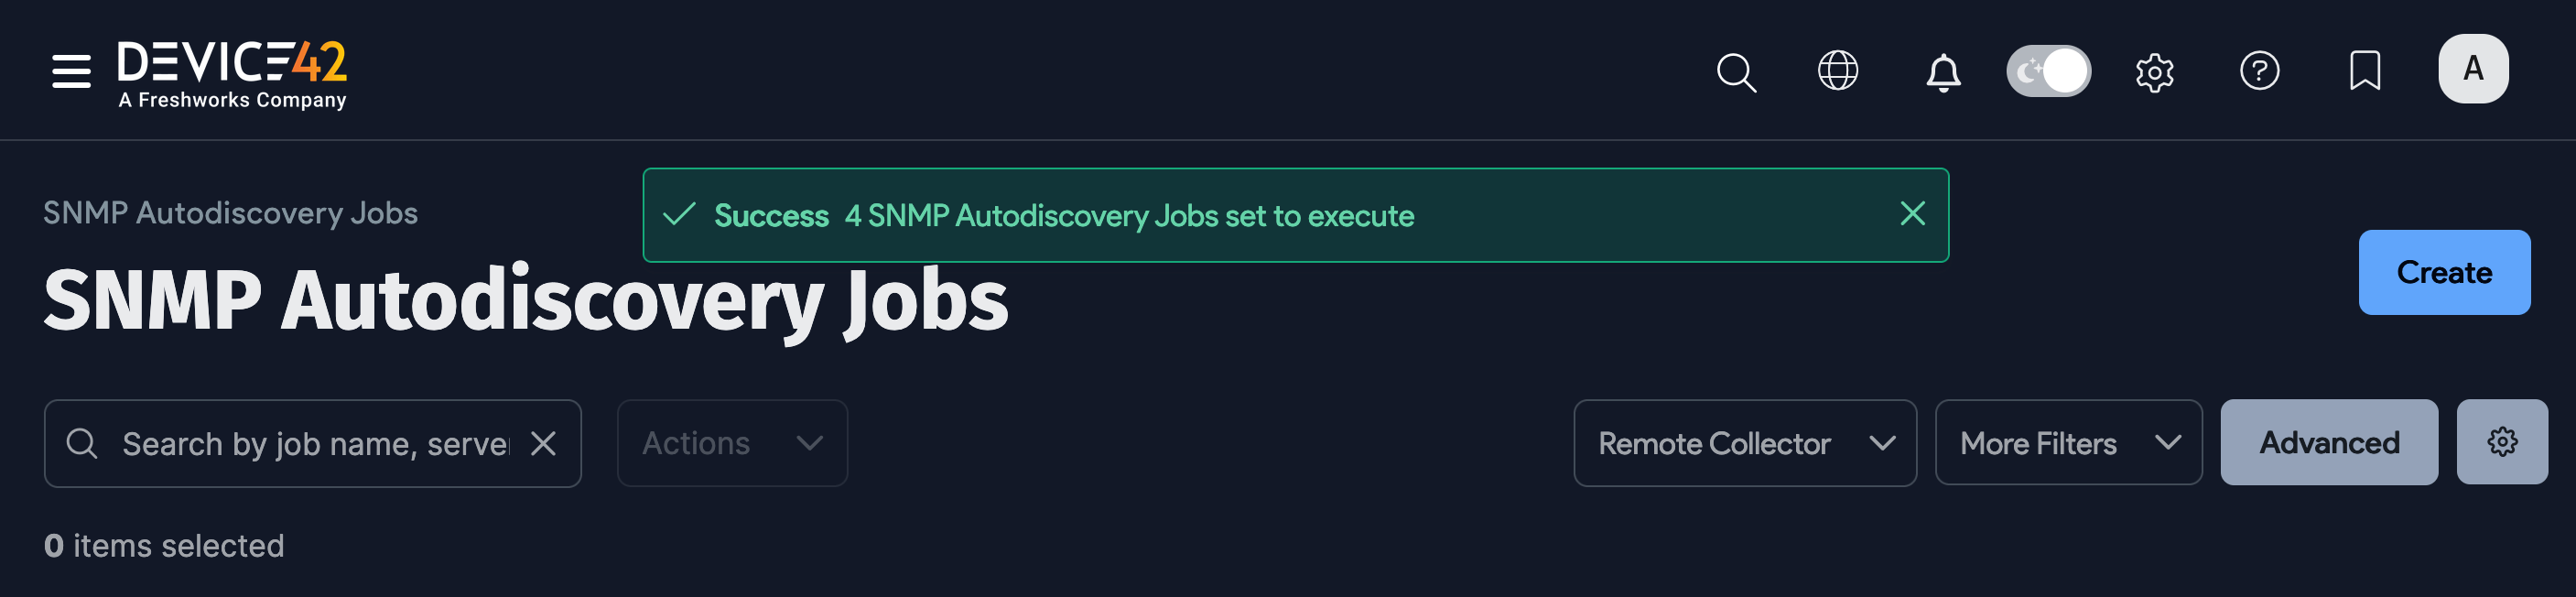 DEVICE42
A Freshworks Company
A
Success 4 SNMP Autodiscovery Jobs set to execute
SNMP Autodiscovery Jobs
SNMP Autodiscovery Jobs
Create
Search by job name, serve
Actions
Remote Collector
More Filters
Advanced
0 items selected